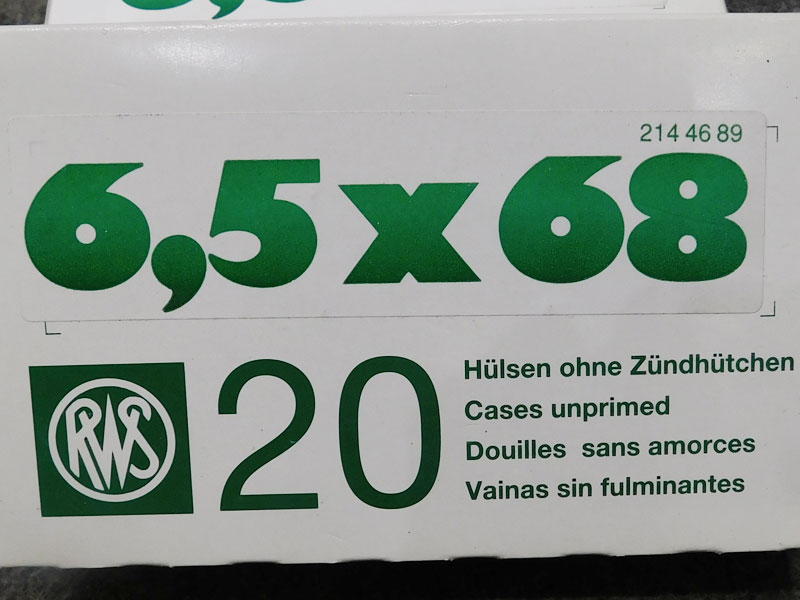 214 46 89
6,5 x 68
RWS
20
Hülsen ohne Zündhütchen
Cases unprimed
Douilles sans amorces
Vainas sin fulminantes